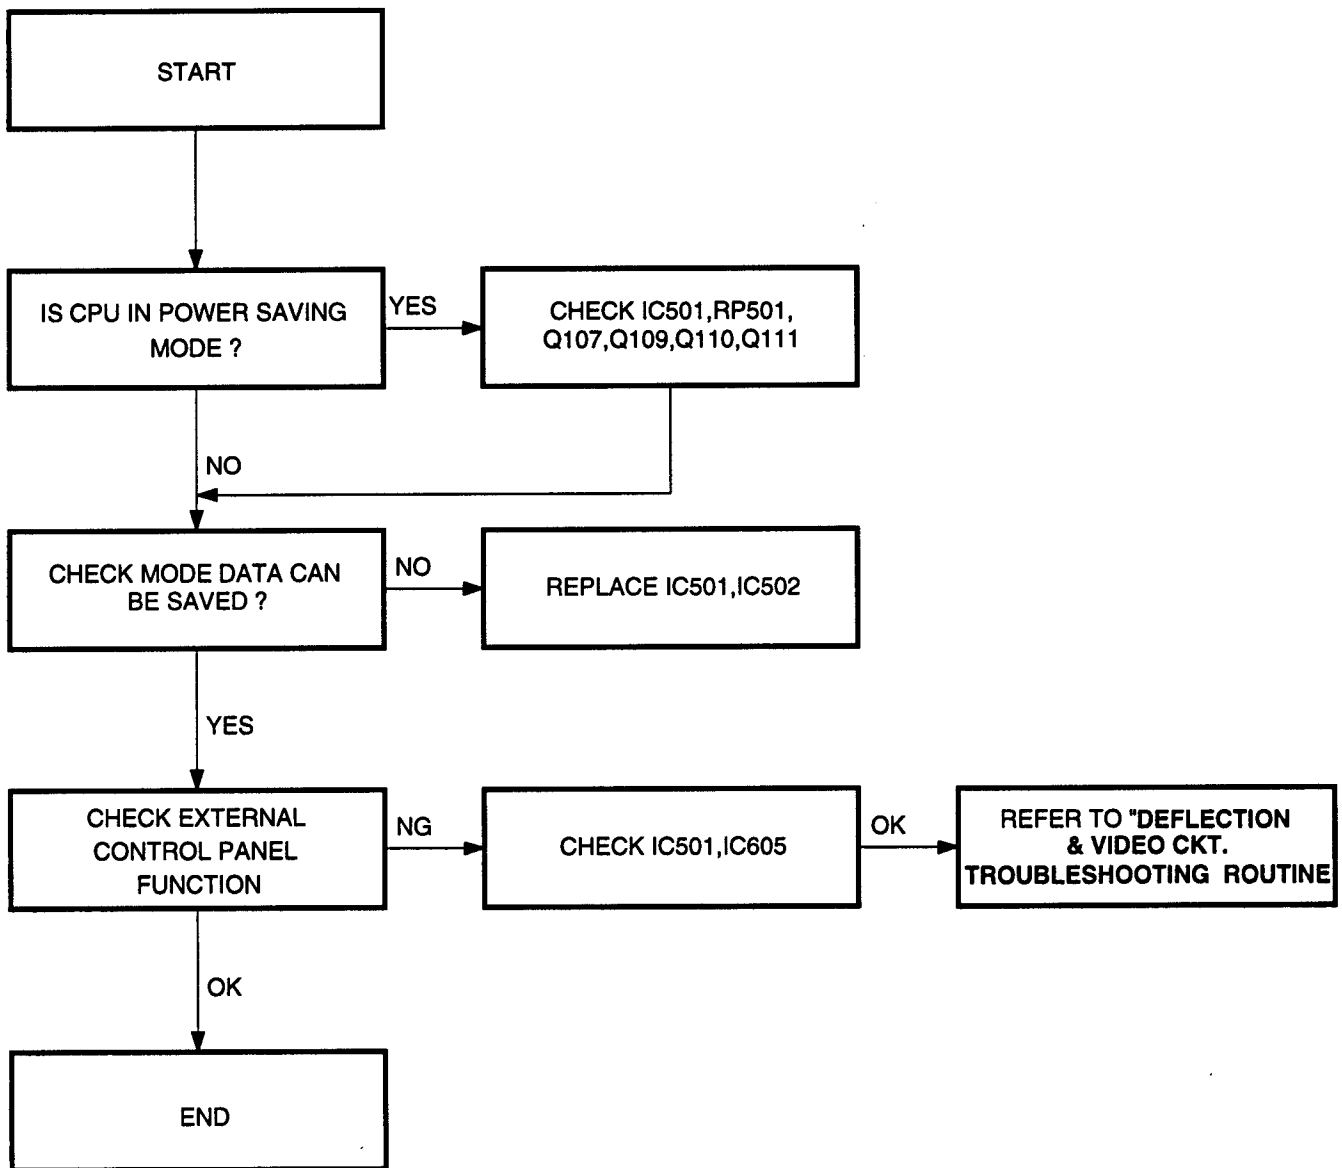 START
IS CPU IN POWER SAVING
MODE ?
YES
CHECK IC501,RP501,
Q107,Q109,Q110,Q111
NO
CHECK MODE DATA CAN
BE SAVED ?
NO
REPLACE IC501,IC502
YES
CHECK EXTERNAL
CONTROL PANEL
FUNCTION
NG
CHECK IC501,IC605
OK
REFER TO "DEFLECTION
& VIDEO CKT.
TROUBLESHOOTING ROUTINE
OK
END